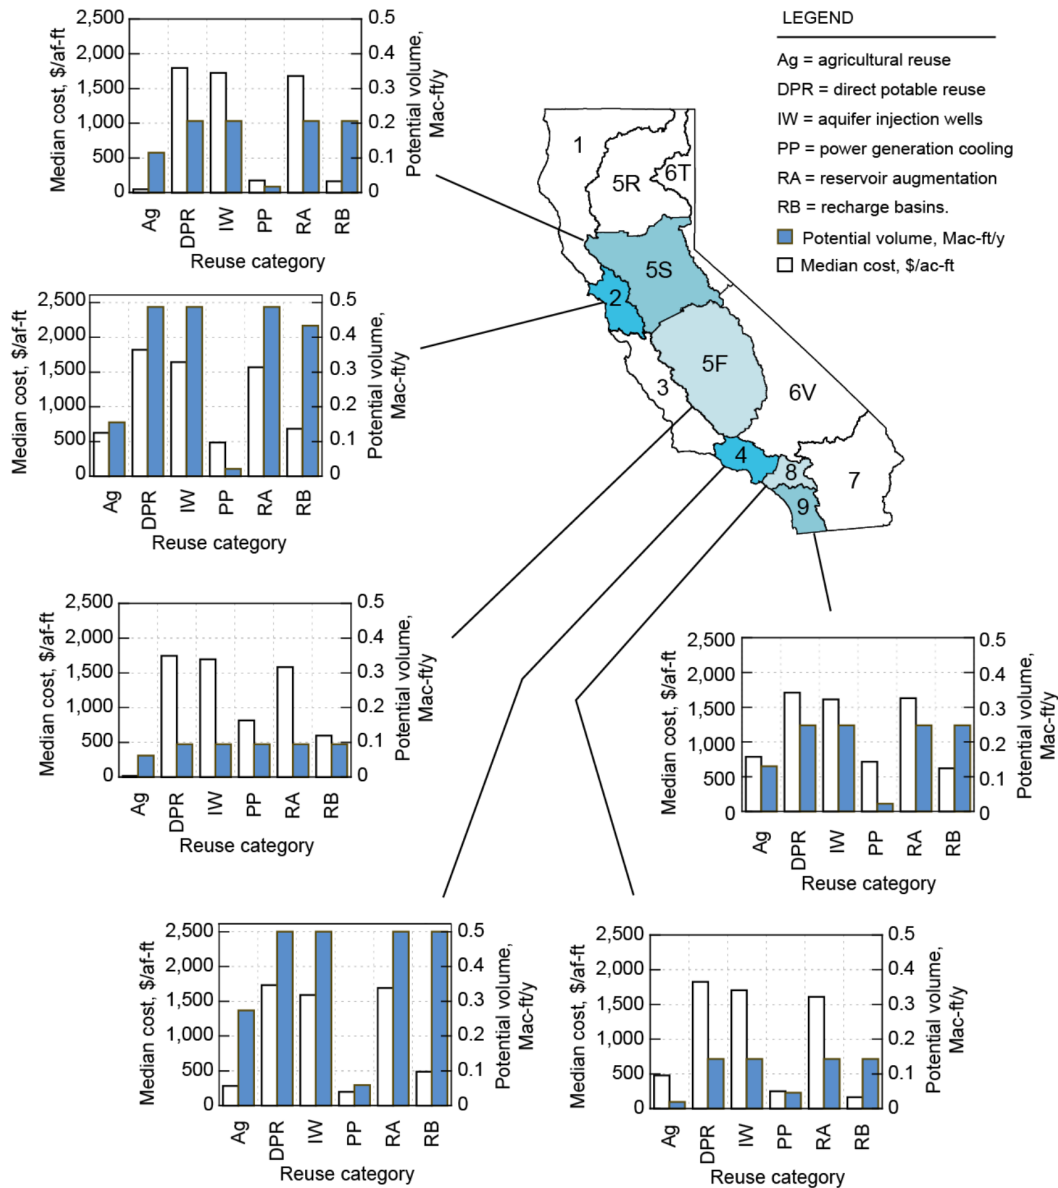 LEGEND
Ag = agricultural reuse
DPR = direct potable reuse
IW = aquifer injection wells
PP = power generation cooling
RA = reservoir augmentation
RB = recharge basins.
Potential volume, Mac-ft/y
Median cost, $/ac-ft
1
5R
6T
5S
2
5F
3
6V
4
8
7
9
Median cost, $/af-ft
2,500
2,000
1,500
1,000
500
0
0.5
0.4
0.3
0.2
0.1
0
Potential volume,
Mac-ft/y
Ag
DPR
IW
PP
RA
RB
Reuse category
Median cost, $/af-ft
2,500
2,000
1,500
1,000
500
0
0.5
0.4
0.3
0.2
0.1
0
Potential volume,
Mac-ft/y
Ag
DPR
IW
PP
RA
RB
Reuse category
Median cost, $/af-ft
2,500
2,000
1,500
1,000
500
0
0.5
0.4
0.3
0.2
0.1
0
Potential volume,
Mac-ft/y
Ag
DPR
IW
PP
RA
RB
Reuse category
Median cost, $/af-ft
2,500
2,000
1,500
1,000
500
0
0.5
0.4
0.3
0.2
0.1
0
Potential volume,
Mac-ft/y
Ag
DPR
IW
PP
RA
RB
Reuse category
Median cost, $/af-ft
2,500
2,000
1,500
1,000
500
0
0.5
0.4
0.3
0.2
0.1
0
Potential volume,
Mac-ft/y
Ag
DPR
IW
PP
RA
RB
Reuse category
Median cost, $/af-ft
2,500
2,000
1,500
1,000
500
0
0.5
0.4
0.3
0.2
0.1
0
Potential volume,
Mac-ft/y
Ag
DPR
IW
PP
RA
RB
Reuse category